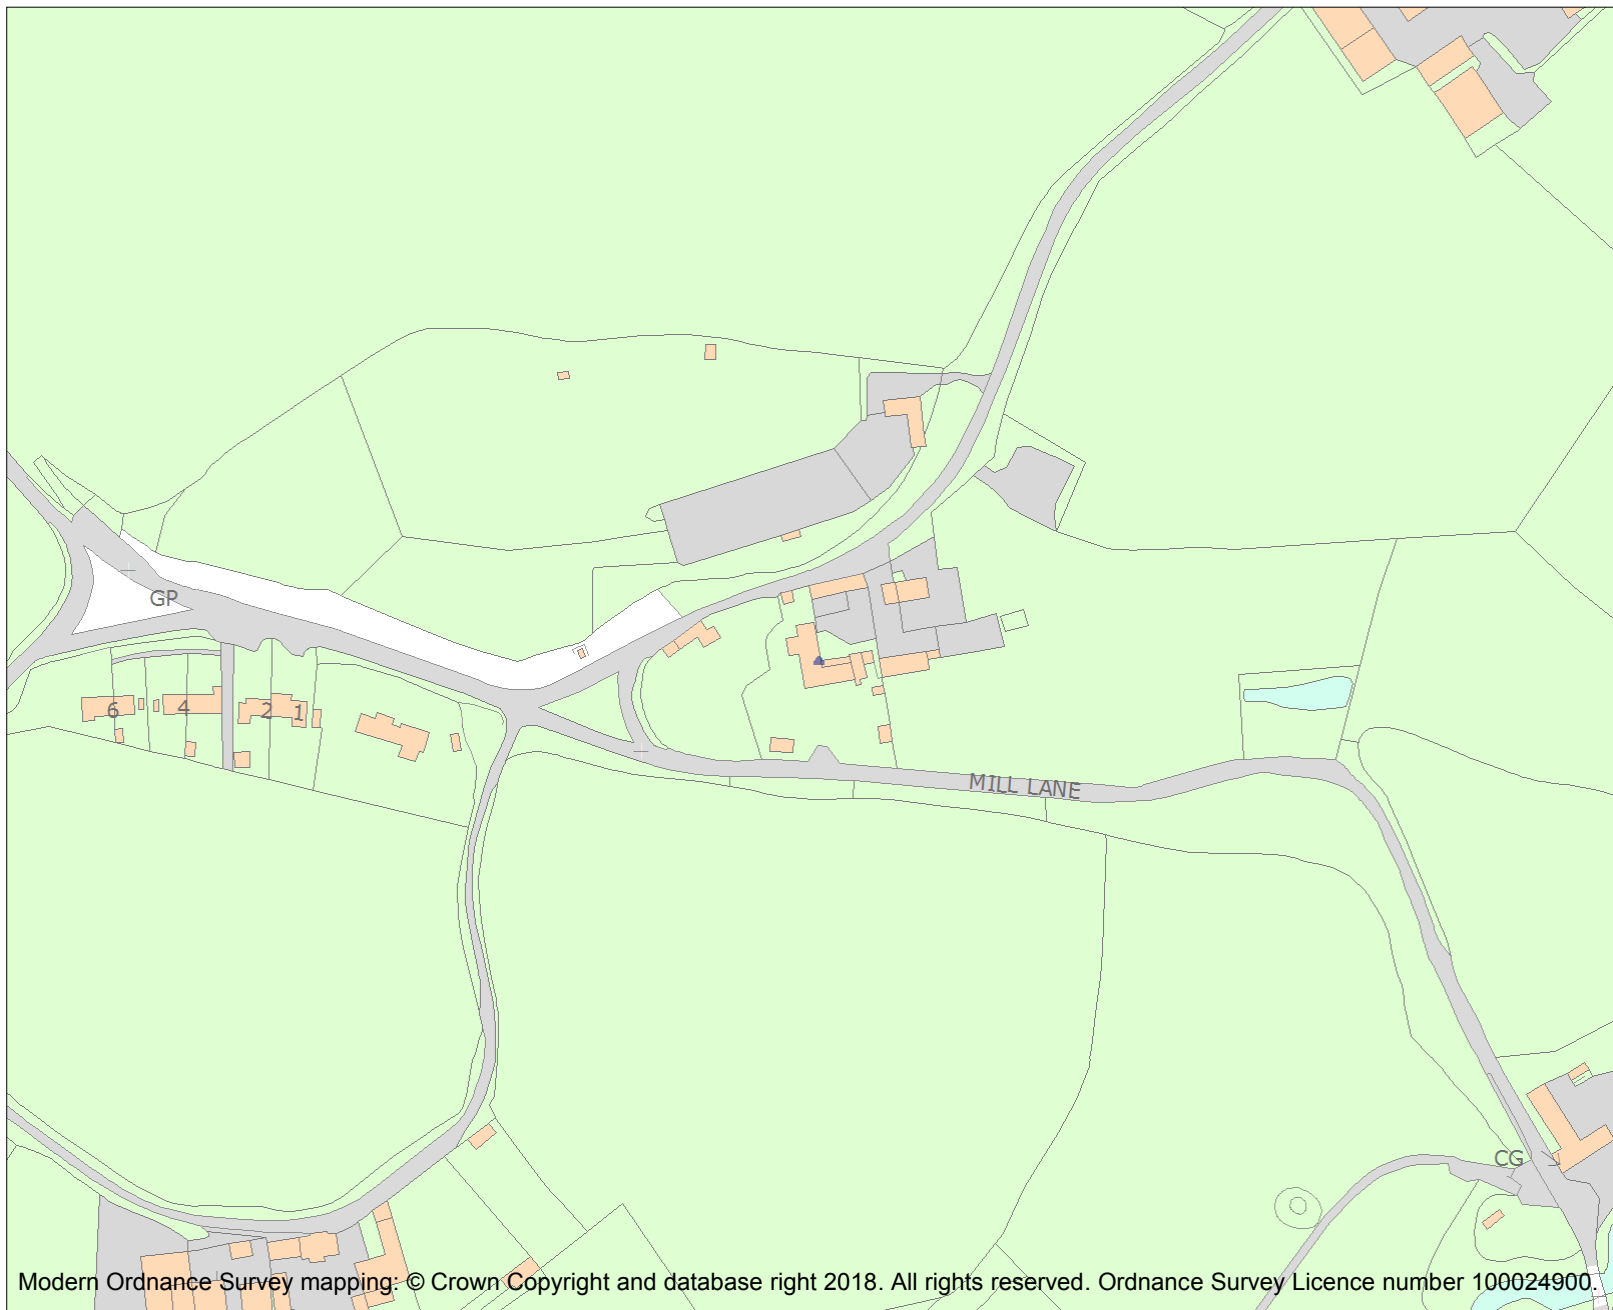 GP
6
4
2
1
MILL LANE
CG
Modern Ordnance Survey mapping: © Crown Copyright and database right 2018. All rights reserved. Ordnance Survey Licence number 100024900.